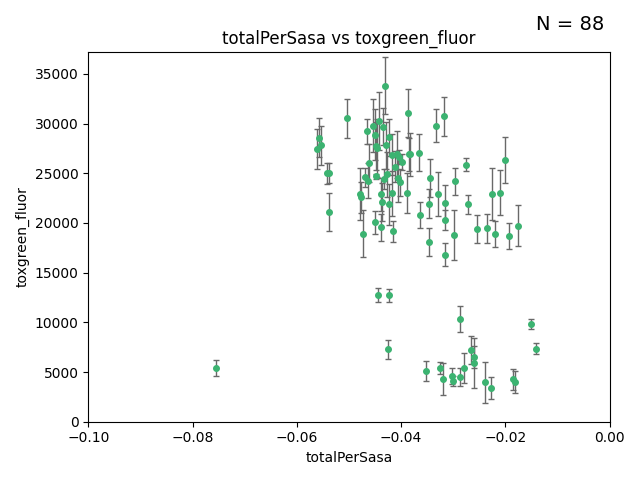 N = 88
totalPerSasa vs toxgreen_fluor
35000
30000
25000
20000
15000
10000
5000
0
toxgreen_fluor
−0.10 −0.08 −0.06 −0.04 −0.02 0.00
totalPerSasa